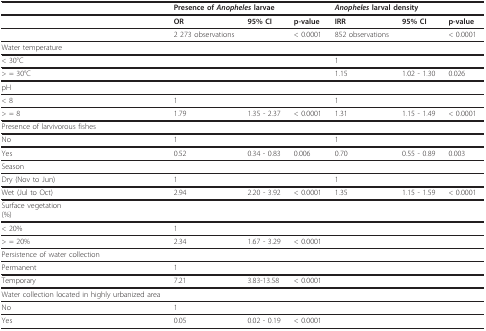 Presence of Anopheles larvae Anopheles larval density
OR 95% CI p-value IRR 95% CI p-value
2 273 observations < 0.0001 852 observations < 0.0001
Water temperature
< 30°C 1
> = 30°C 1.15 1.02 - 1.30 0.026
pH
< 8 1 1
> = 8 1.79 1.35 - 2.37 < 0.0001 1.31 1.15 - 1.49 < 0.0001
Presence of larvivorous fishes
No 1 1
Yes 0.52 0.34 - 0.83 0.006 0.70 0.55 - 0.89 0.003
Season
Dry (Nov to Jun) 1 1
Wet (Jul to Oct) 2.94 2.20 - 3.92 < 0.0001 1.35 1.15 - 1.59 < 0.0001
Surface vegetation
(%)
< 20% 1
> = 20% 2.34 1.67 - 3.29 < 0.0001
Persistence of water collection
Permanent 1
Temporary 7.21 3.83-13.58 < 0.0001
Water collection located in highly urbanized area
No 1
Yes 0.05 0.02 - 0.19 < 0.0001